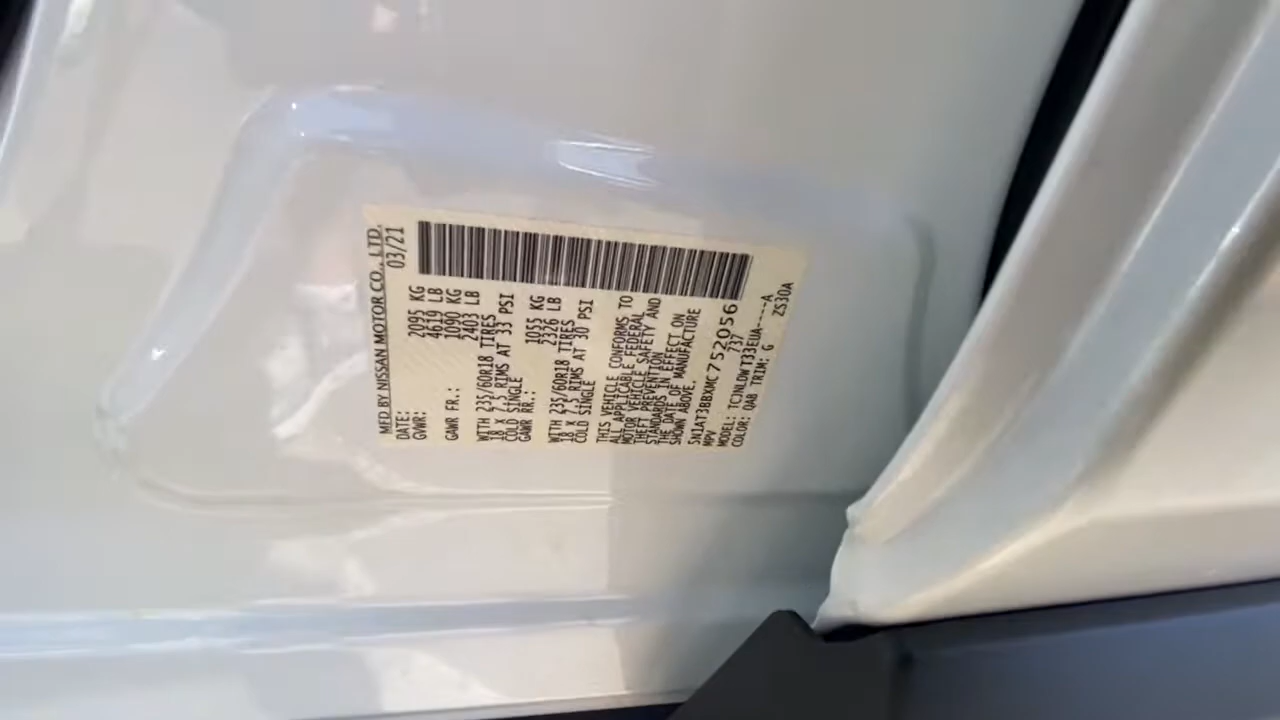 MFD BY NISSAN MOTOR CO., LTD.
DATE: 03/21
GVWR: 2095 KG
4619 LB
GAWR FR.: 1090 KG
2403 LB
WITH 235/60R18 TIRES
18 X 7.5 RIMS AT 33 PSI
COLD SINGLE
GAWR RR.: 1055 KG
2326 LB
WITH 235/60R18 TIRES
18 X 7.5 RIMS AT 30 PSI
COLD SINGLE
THIS VEHICLE CONFORMS TO
ALL APPLICABLE FEDERAL
MOTOR VEHICLE SAFETY AND
THEFT PREVENTION
STANDARDS IN EFFECT ON
THE DATE OF MANUFACTURE
SHOWN ABOVE.
5N1AT3BBXMC752056
MPV 737
MODEL: TCJNLDWT33EUA----A
COLOR: QAB TRIM: G ZS30A